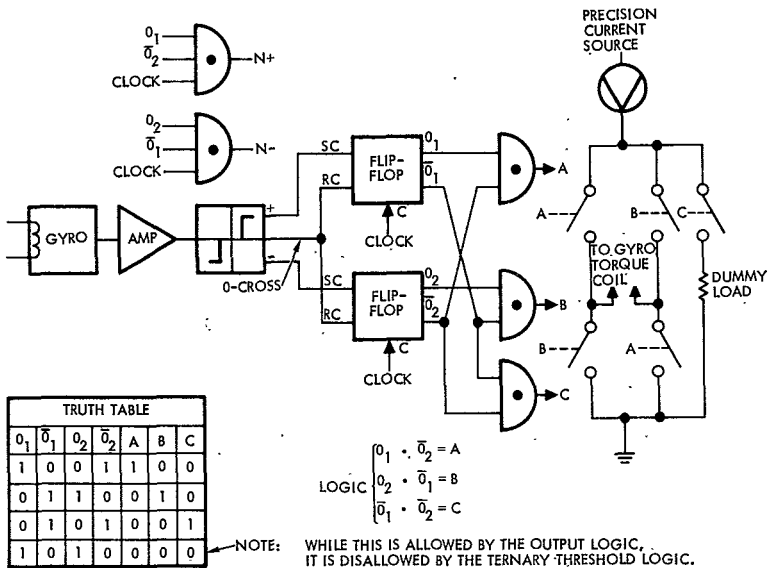 PRECISION
CURRENT
SOURCE
0₁
0̅₂
CLOCK
N+
0₂
0̅₁
CLOCK
N-
GYRO
AMP
+
-
0-CROSS
SC
RC
FLIP-
FLOP
0₁
0̅₁
C
CLOCK
SC
RC
FLIP-
FLOP
0₂
0̅₂
C
CLOCK
A
B
C
A
B
C
TO GYRO
TORQUE
COIL
DUMMY
LOAD
B
A
TRUTH TABLE
0₁ 0̅₁ 0₂ 0̅₂ A B C
1 0 0 1 1 0 0
0 1 1 0 0 1 0
0 1 0 1 0 0 1
1 0 1 0 0 0 0
LOGIC
0₁ · 0̅₂ = A
0₂ · 0̅₁ = B
0̅₁ · 0̅₂ = C
NOTE: WHILE THIS IS ALLOWED BY THE OUTPUT LOGIC,
IT IS DISALLOWED BY THE TERNARY THRESHOLD LOGIC.